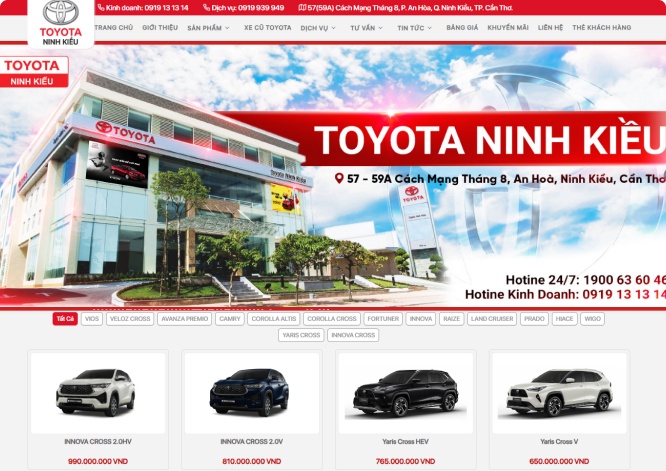 Kinh doanh: 0919 13 13 14 Dịch vụ: 0919 939 949 57(59A) Cách Mạng Tháng 8, P. An Hòa, Q. Ninh Kiều, TP. Cần Thơ.
TOYOTA
NINH KIỀU
TRANG CHỦ GIỚI THIỆU SẢN PHẨM XE CŨ TOYOTA DỊCH VỤ TƯ VẤN TIN TỨC BẢNG GIÁ KHUYẾN MÃI LIÊN HỆ THẺ KHÁCH HÀNG
TOYOTA
NINH KIỀU
TOYOTA
Toyota Ninh Kiều
TOYOTA NINH KIỀU
57 - 59A Cách Mạng Tháng 8, An Hoà, Ninh Kiều, Cần Thơ
Hotine 24/7: 1900 63 60 46
Hotine Kinh Doanh: 0919 13 13 14
Tất Cả VIOS VELOZ CROSS AVANZA PREMIO CAMRY COROLLA ALTIS COROLLA CROSS FORTUNER INNOVA RAIZE LAND CRUISER PRADO HIACE WIGO
YARIS CROSS INNOVA CROSS
INNOVA CROSS 2.0HV
990.000.000 VND
INNOVA CROSS 2.0V
810.000.000 VND
Yaris Cross HEV
765.000.000 VND
Yaris Cross V
650.000.000 VND